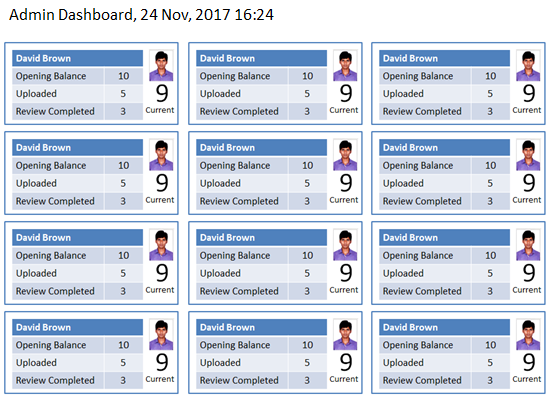 Admin Dashboard, 24 Nov, 2017 16:24
David Brown
Opening Balance 10
Uploaded 5
Review Completed 3
9
Current
David Brown
Opening Balance 10
Uploaded 5
Review Completed 3
9
Current
David Brown
Opening Balance 10
Uploaded 5
Review Completed 3
9
Current
David Brown
Opening Balance 10
Uploaded 5
Review Completed 3
9
Current
David Brown
Opening Balance 10
Uploaded 5
Review Completed 3
9
Current
David Brown
Opening Balance 10
Uploaded 5
Review Completed 3
9
Current
David Brown
Opening Balance 10
Uploaded 5
Review Completed 3
9
Current
David Brown
Opening Balance 10
Uploaded 5
Review Completed 3
9
Current
David Brown
Opening Balance 10
Uploaded 5
Review Completed 3
9
Current
David Brown
Opening Balance 10
Uploaded 5
Review Completed 3
9
Current
David Brown
Opening Balance 10
Uploaded 5
Review Completed 3
9
Current
David Brown
Opening Balance 10
Uploaded 5
Review Completed 3
9
Current